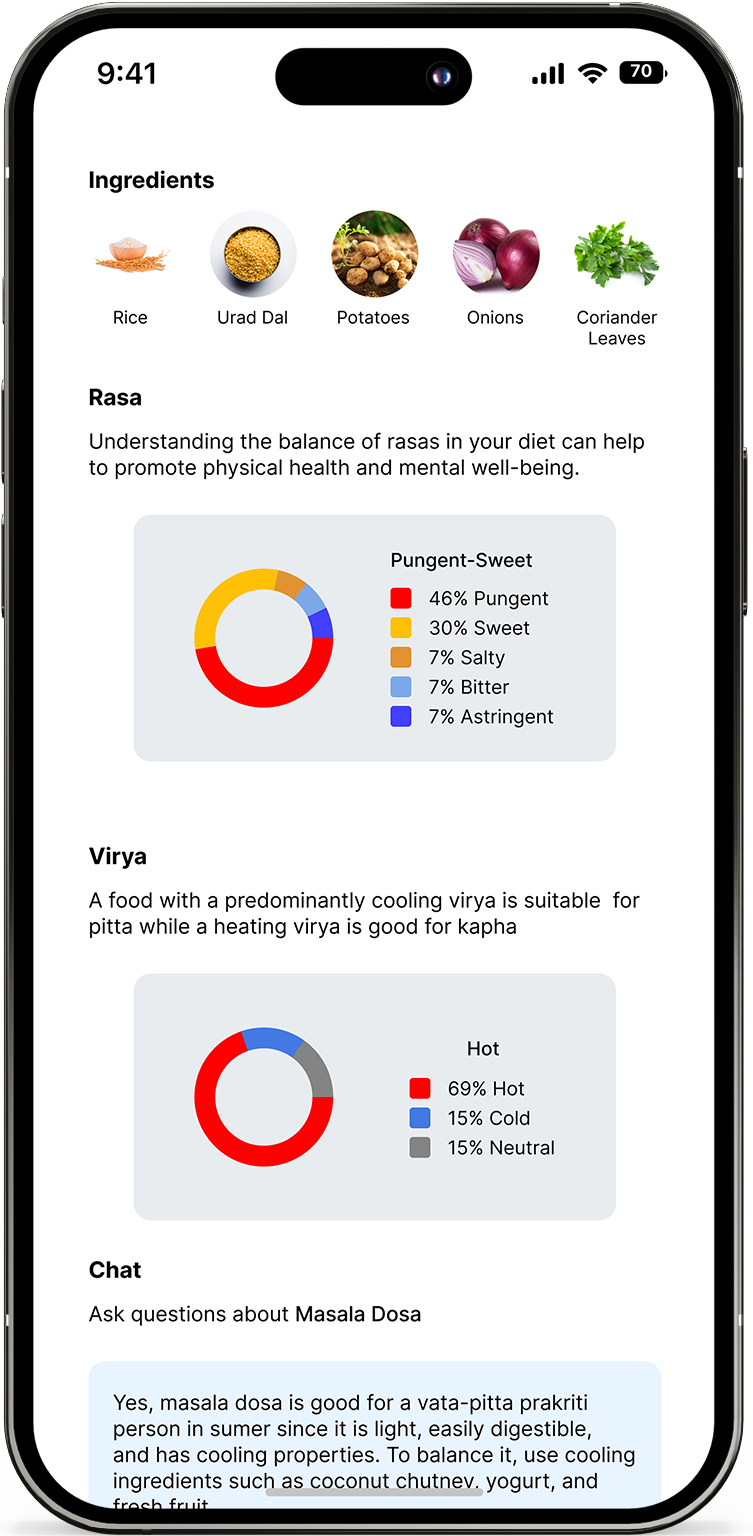 9:41
70
Ingredients
Rice
Urad Dal
Potatoes
Onions
Coriander
Leaves
Rasa
Understanding the balance of rasas in your diet can help
to promote physical health and mental well-being.
Pungent-Sweet
46% Pungent
30% Sweet
7% Salty
7% Bitter
7% Astringent
Virya
A food with a predominantly cooling virya is suitable  for
pitta while a heating virya is good for kapha
Hot
69% Hot
15% Cold
15% Neutral
Chat
Ask questions about Masala Dosa
Yes, masala dosa is good for a vata-pitta prakriti
person in sumer since it is light, easily digestible,
and has cooling properties. To balance it, use cooling
ingredients such as coconut chutney, yogurt, and
fresh fruit